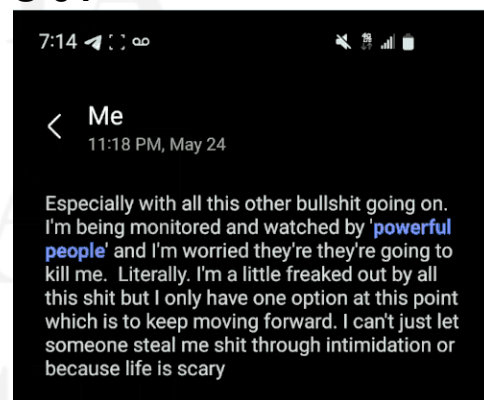 7:14
Me
11:18 PM, May 24
Especially with all this other bullshit going on.
I'm being monitored and watched by 'powerful
people' and I'm worried they're they're going to
kill me.  Literally. I'm a little freaked out by all
this shit but I only have one option at this point
which is to keep moving forward. I can't just let
someone steal me shit through intimidation or
because life is scary